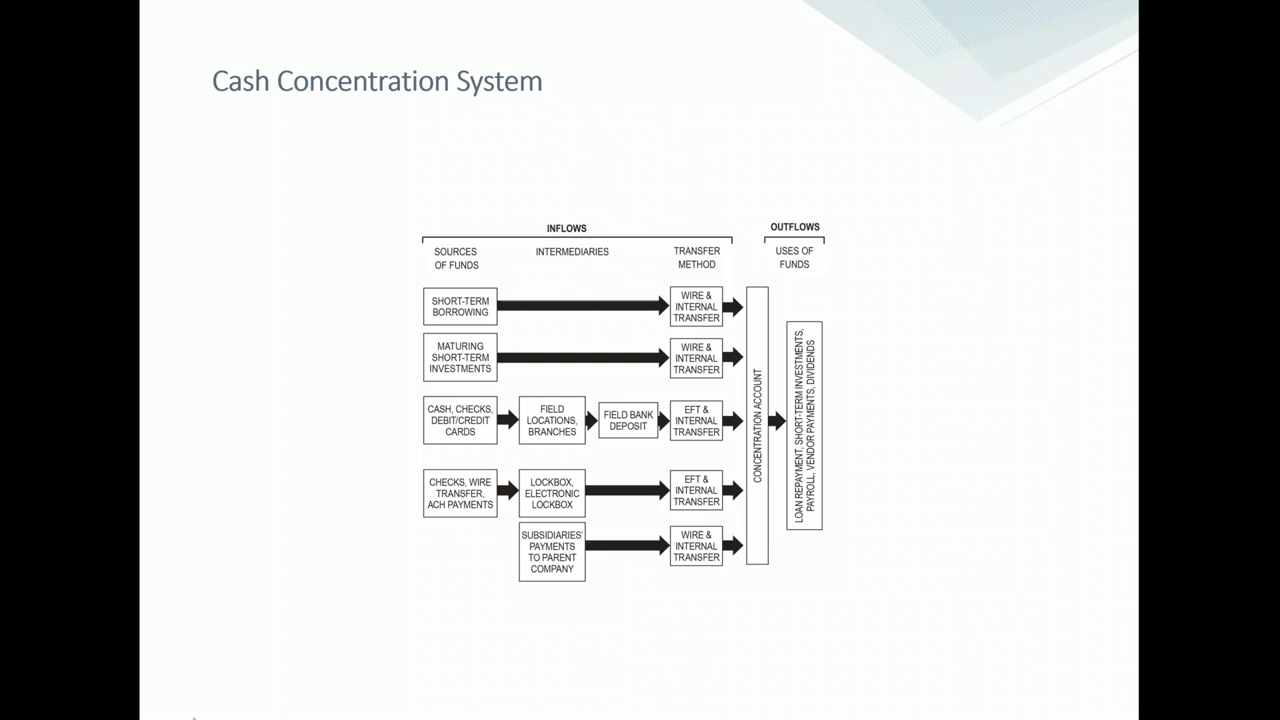 Cash Concentration System
INFLOWS
OUTFLOWS
SOURCES
OF FUNDS
INTERMEDIARIES
TRANSFER
METHOD
USES OF
FUNDS
SHORT-TERM
BORROWING
WIRE &
INTERNAL
TRANSFER
MATURING
SHORT-TERM
INVESTMENTS
WIRE &
INTERNAL
TRANSFER
CASH, CHECKS,
DEBIT/CREDIT
CARDS
FIELD
LOCATIONS,
BRANCHES
FIELD BANK
DEPOSIT
EFT &
INTERNAL
TRANSFER
CHECKS, WIRE
TRANSFER,
ACH PAYMENTS
LOCKBOX,
ELECTRONIC
LOCKBOX
EFT &
INTERNAL
TRANSFER
SUBSIDIARIES'
PAYMENTS
TO PARENT
COMPANY
WIRE &
INTERNAL
TRANSFER
CONCENTRATION ACCOUNT
LOAN REPAYMENT, SHORT-TERM INVESTMENTS,
PAYROLL, VENDOR PAYMENTS, DIVIDENDS